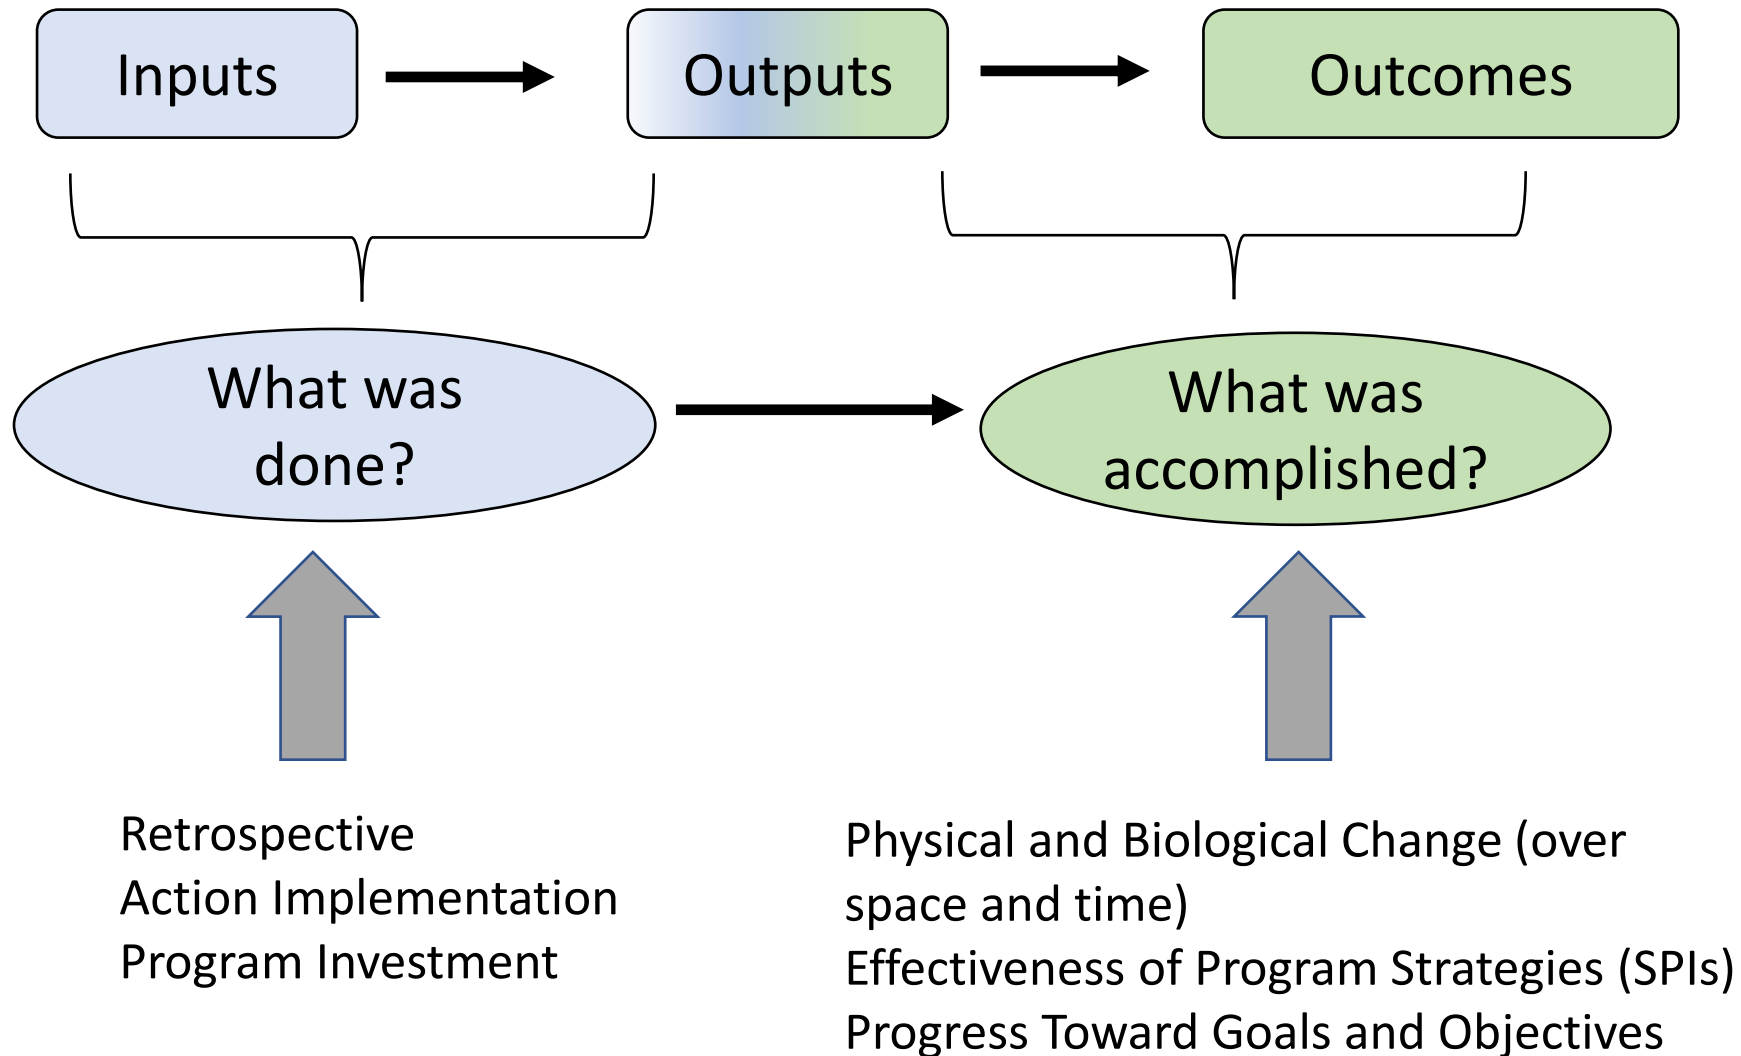 Inputs
Outputs
Outcomes
What was
done?
What was
accomplished?
Retrospective
Action Implementation
Program Investment
Physical and Biological Change (over
space and time)
Effectiveness of Program Strategies (SPIs)
Progress Toward Goals and Objectives